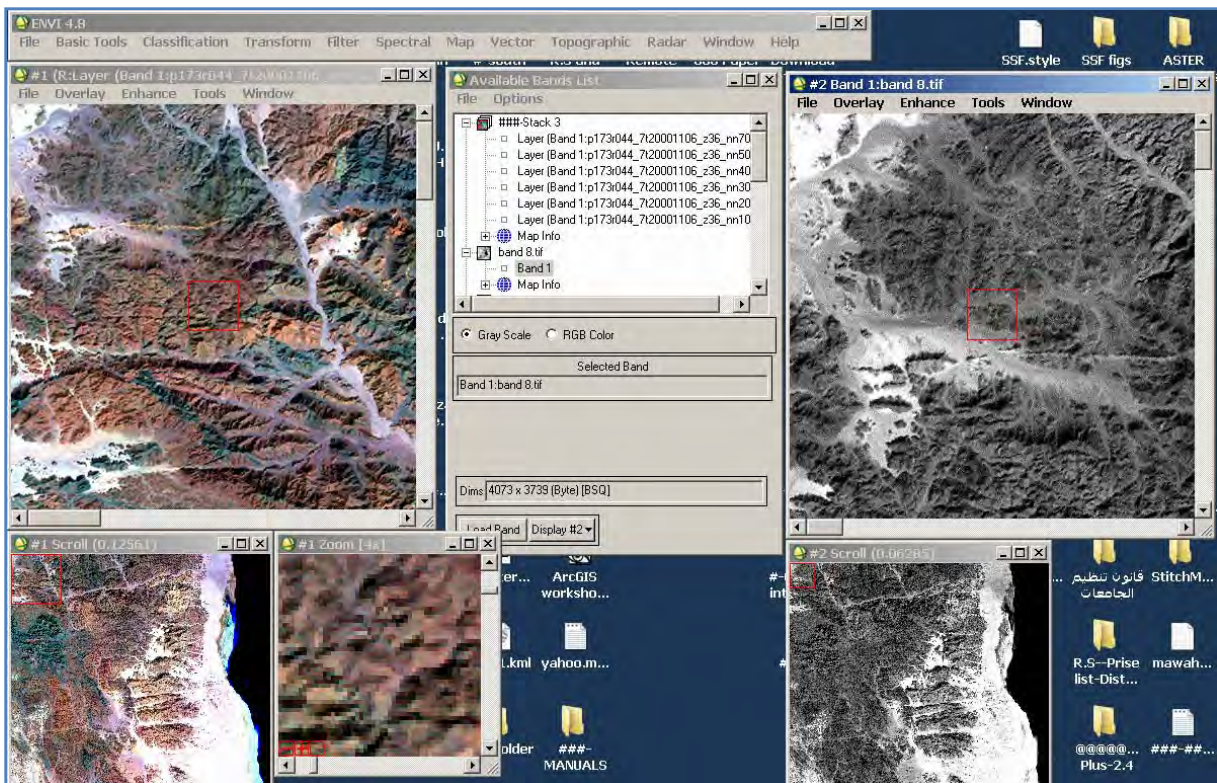 ENVI 4.8
File Basic Tools Classification Transform Filter Spectral Map Vector Topographic Radar Window Help
SSF.style
SSF figs
ASTER
#1 (R:Layer (Band 1:p173r044_7t20001106
File Overlay Enhance Tools Window
Available Bands List
File Options
###-Stack 3
Layer (Band 1:p173r044_7t20001106_z36_nn70
Layer (Band 1:p173r044_7t20001106_z36_nn50
Layer (Band 1:p173r044_7t20001106_z36_nn40
Layer (Band 1:p173r044_7t20001106_z36_nn30
Layer (Band 1:p173r044_7t20001106_z36_nn20
Layer (Band 1:p173r044_7t20001106_z36_nn10
Map Info
band 8.tif
Band 1
Map Info
Gray Scale RGB Color
Selected Band
Band 1:band 8.tif
Dims 4073 x 3739 (Byte) [BSQ]
Load Band Display #2
#2 Band 1:band 8.tif
File Overlay Enhance Tools Window
#1 Scroll (0.12561)
#1 Zoom [4x]
#2 Scroll (0.06285)
ArcGIS
worksho...
yahoo.m...
###-
MANUALS
قانون تنظيم
الجامعات
StitchM...
R.S--Prise
list-Dist...
mawah...
@@@@@...
Plus-2.4
###-##...